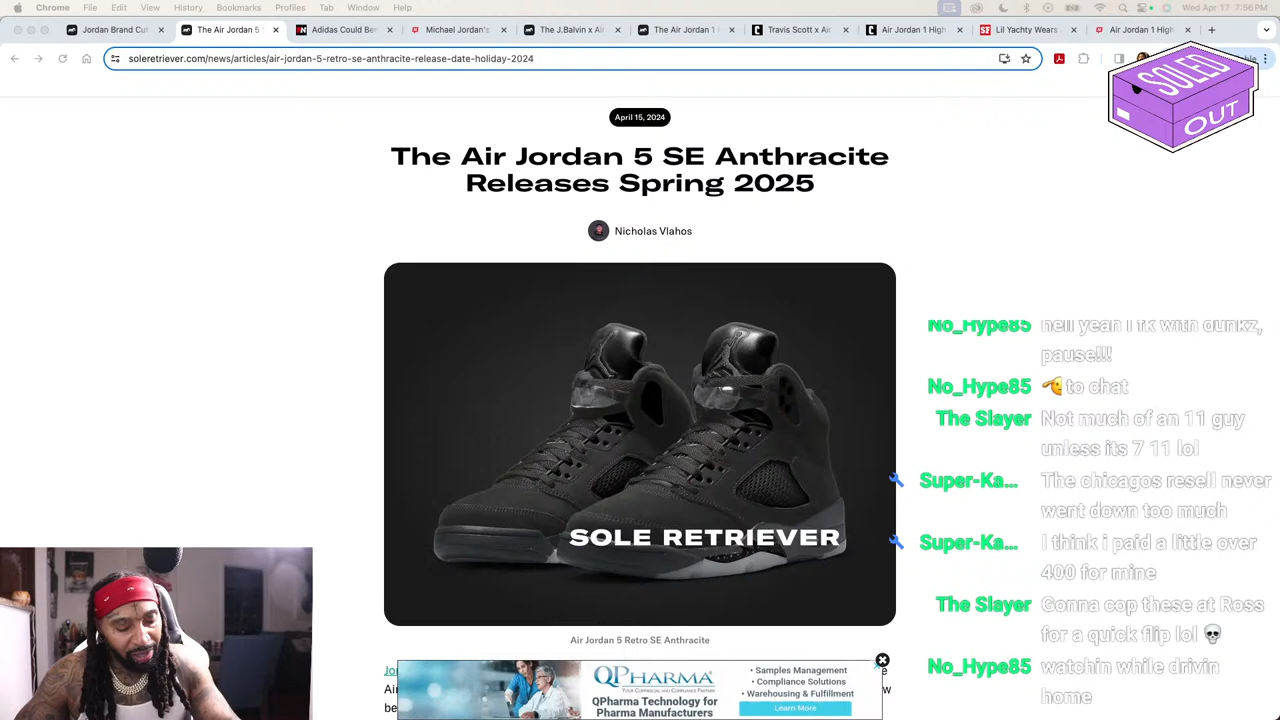 Chrome File Edit View History Bookmarks Profiles Tab Window Help
Wed Apr 17 7:56 PM
Jordan Brand Cut
The Air Jordan 5
Adidas Could Be
Michael Jordan's
The J.Balvin x Ai
The Air Jordan 1
Travis Scott x Air
Air Jordan 1 High
Lil Yachty Wears
Air Jordan 1 High
soleretriever.com/news/articles/air-jordan-5-retro-se-anthracite-release-date-holiday-2024
SOLES
OUT
April 15, 2024
The Air Jordan 5 SE Anthracite
Releases Spring 2025
Nicholas Vlahos
SOLE RETRIEVER
Air Jordan 5 Retro SE Anthracite
No_Hype85 hell yeah I fk with dunkz,
pause!!!
No_Hype85 🫡 to chat
The Slayer Not much of an 11 guy
unless its 7 11 lol
Super-Ka... The chicagos resell never
went down too much
Super-Ka... I think i paid a little over
400 for mine
The Slayer Gonna cop these at Ross
for a quick flip lol 💀
No_Hype85 watchin while drivin
home
QPHARMA
YOUR COMMERCIAL AND COMPLIANCE PARTNER
QPharma Technology for
Pharma Manufacturers
• Samples Management
• Compliance Solutions
• Warehousing & Fulfillment
Learn More